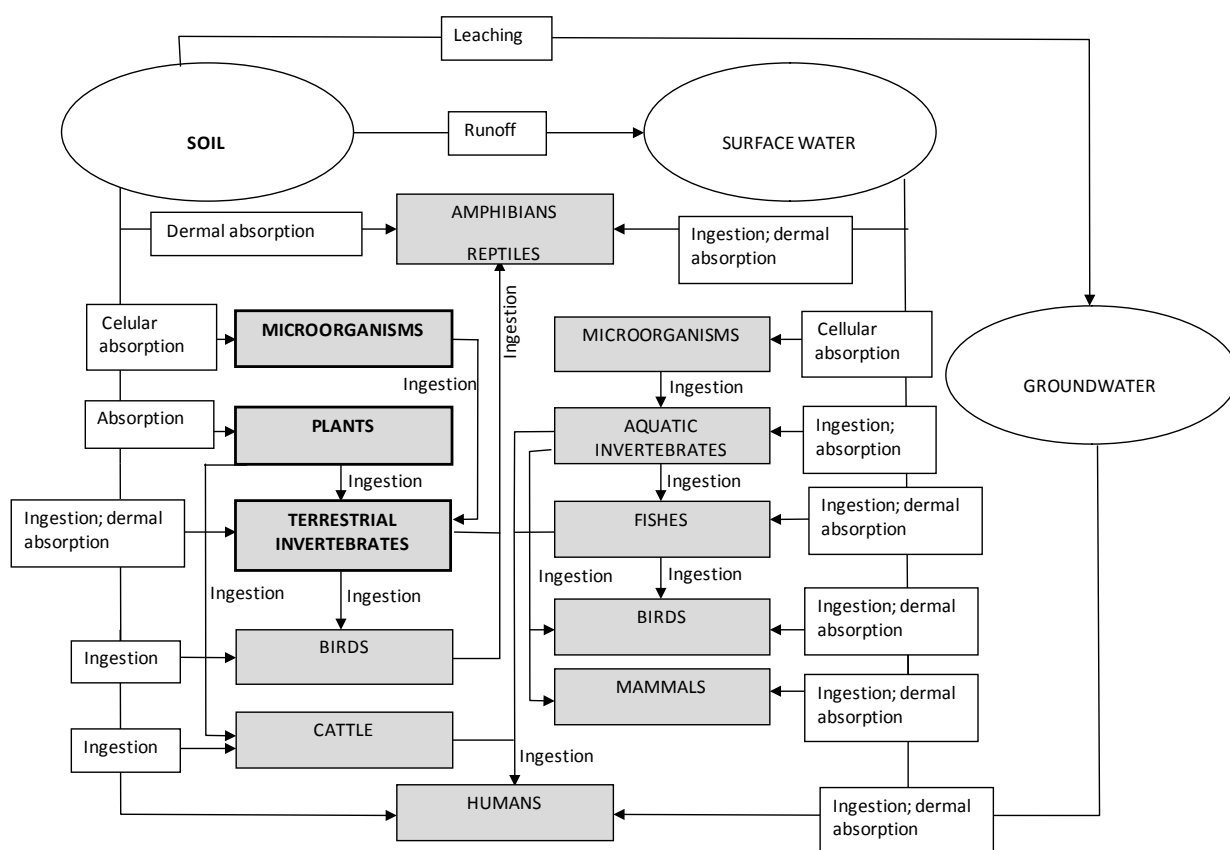 Leaching
SOIL
Runoff
SURFACE WATER
AMPHIBIANS
REPTILES
Dermal absorption
Ingestion; dermal
absorption
Celular
absorption
MICROORGANISMS
Ingestion
Ingestion
MICROORGANISMS
Cellular
absorption
GROUNDWATER
Ingestion
Absorption
PLANTS
AQUATIC
INVERTEBRATES
Ingestion;
absorption
Ingestion
Ingestion
Ingestion; dermal
absorption
TERRESTRIAL
INVERTEBRATES
FISHES
Ingestion; dermal
absorption
Ingestion
Ingestion
Ingestion
Ingestion
Ingestion
BIRDS
BIRDS
Ingestion; dermal
absorption
MAMMALS
Ingestion; dermal
absorption
Ingestion
CATTLE
Ingestion
HUMANS
Ingestion; dermal
absorption